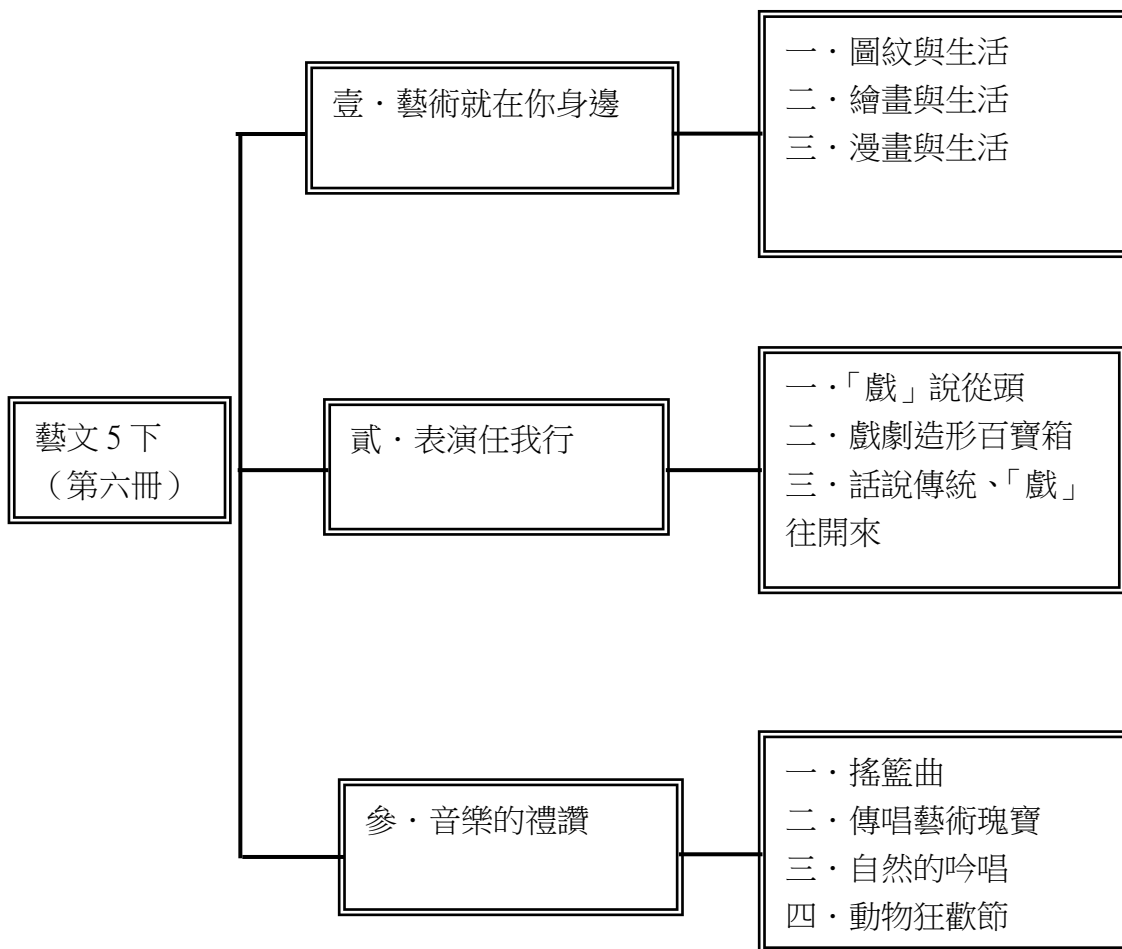 壹．藝術就在你身邊
一．圖紋與生活
二．繪畫與生活
三．漫畫與生活
藝文 5 下
（第六冊）
貳．表演任我行
一．「戲」說從頭
二．戲劇造形百寶箱
三．話說傳統、「戲」
往開來
參．音樂的禮讚
一．搖籃曲
二．傳唱藝術瑰寶
三．自然的吟唱
四．動物狂歡節